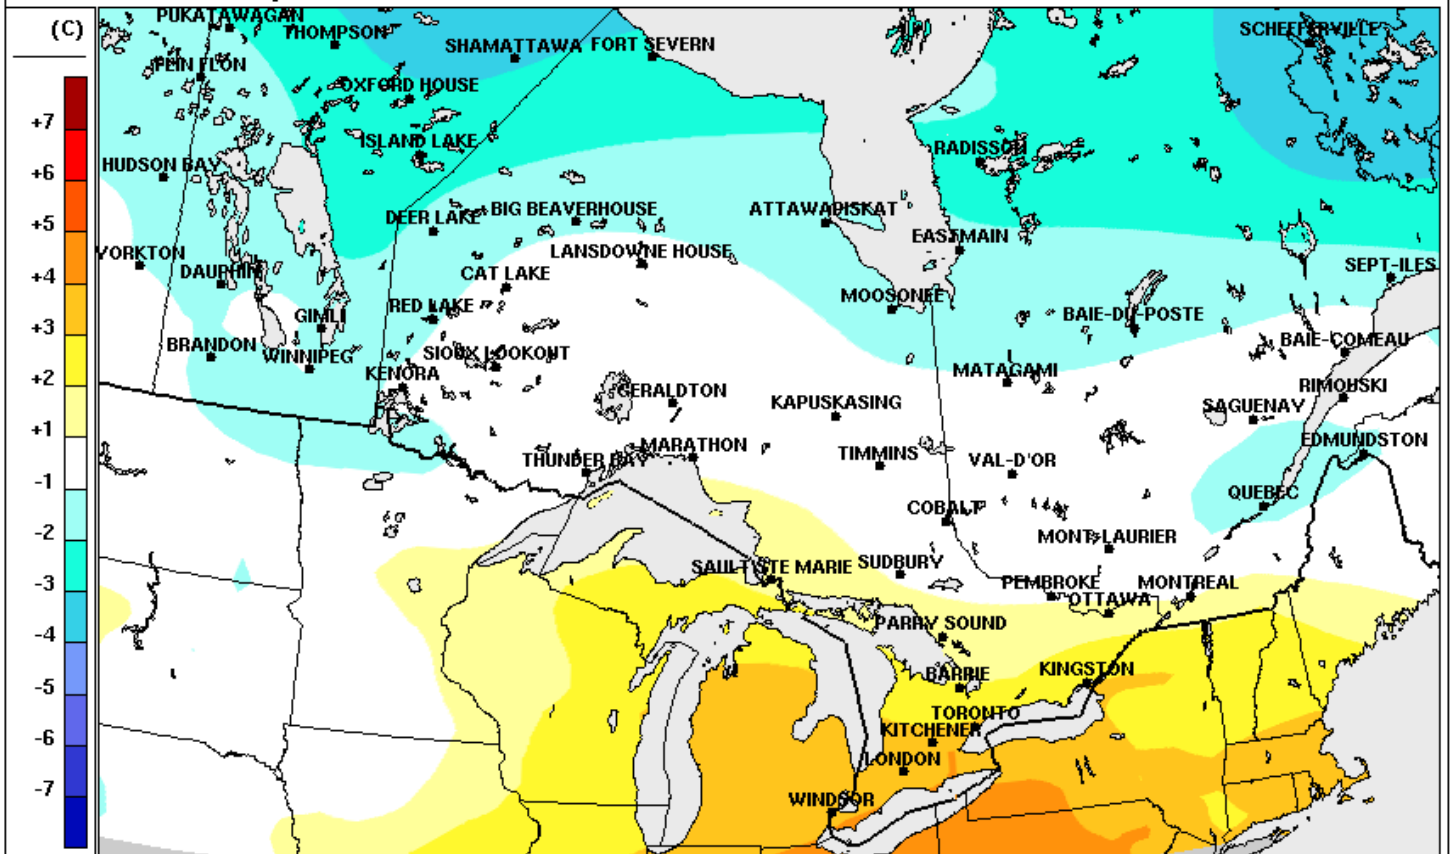 (C)
+7
+6
+5
+4
+3
+2
+1
-1
-2
-3
-4
-5
-6
-7
PUKATAWAGAN
THOMPSON
SHAMATTAWA
FORT SEVERN
SCHEFFERVILLE
FLIN FLON
OXFORD HOUSE
ISLAND LAKE
RADISSON
HUDSON BAY
DEER LAKE
BIG BEAVERHOUSE
ATTAWAPISKAT
EASTMAIN
YORKTON
DAUPHIN
LANSDOWNE HOUSE
SEPT-ILES
CAT LAKE
MOOSONEE
GIMLI
RED LAKE
BAIE-DU-POSTE
BAIE-COMEAU
BRANDON
WINNIPEG
SIOUX LOOKOUT
KENORA
MATAGAMI
RIMOUSKI
GERALDTON
KAPUSKASING
SAGUENAY
EDMUNDSTON
MARATHON
THUNDER BAY
TIMMINS
VAL-D'OR
QUEBEC
COBALT
MONT-LAURIER
SAULT STE MARIE
SUDBURY
PEMBROKE
MONTREAL
OTTAWA
PARRY SOUND
BARRIE
KINGSTON
TORONTO
KITCHENER
LONDON
WINDSOR